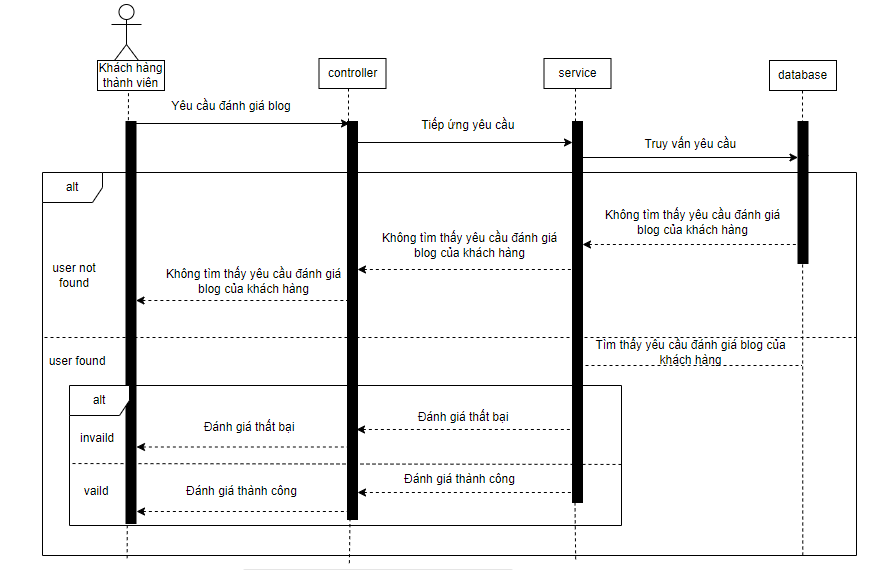 Khách hàng
thành viên
controller
service
database
Yêu cầu đánh giá blog
Tiếp ứng yêu cầu
Truy vấn yêu cầu
alt
Không tìm thấy yêu cầu đánh giá
blog của khách hàng
Không tìm thấy yêu cầu đánh giá
blog của khách hàng
user not
found
Không tìm thấy yêu cầu đánh giá
blog của khách hàng
Tìm thấy yêu cầu đánh giá blog của
khách hàng
user found
alt
Đánh giá thất bại
Đánh giá thất bại
invaild
Đánh giá thành công
Đánh giá thành công
vaild